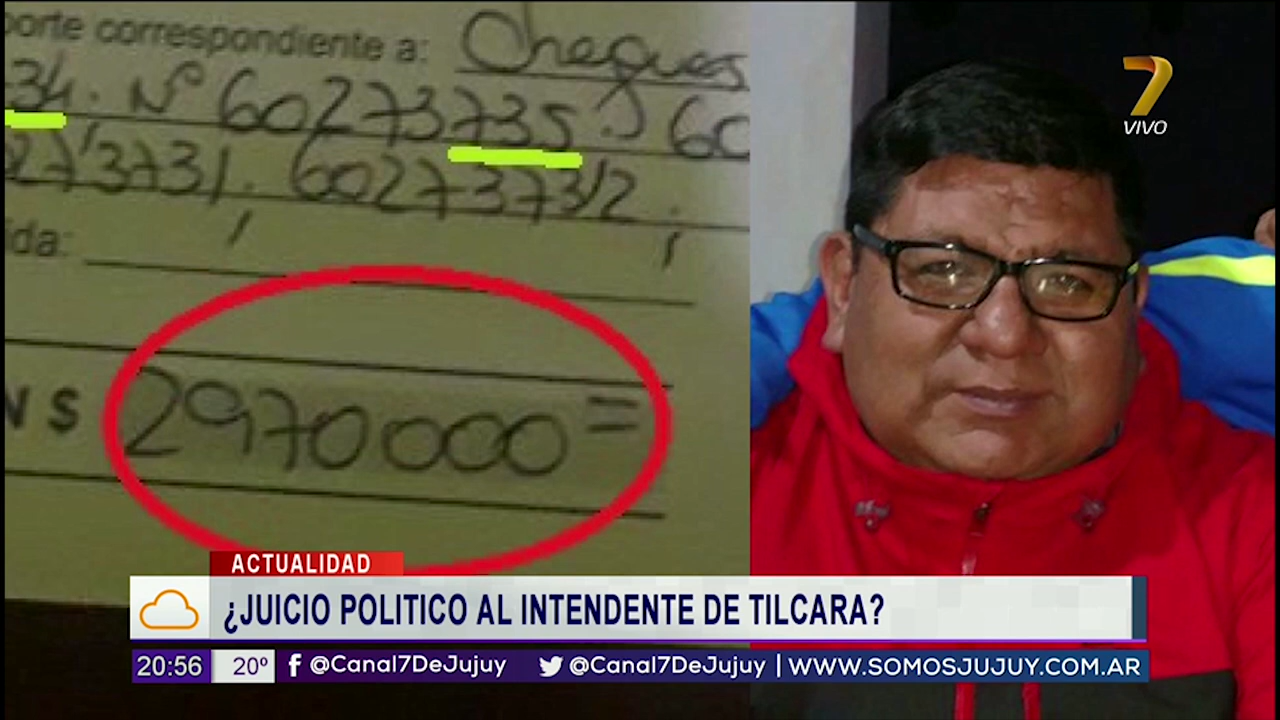 porte correspondiente a: Cheques
34. Nº 60273735. 60
273731. 60273732
ida:
N $ 2970000=
7
VIVO
ACTUALIDAD
¿JUICIO POLITICO AL INTENDENTE DE TILCARA?
20:56 20º f @Canal7DeJujuy @Canal7DeJujuy | WWW.SOMOSJUJUY.COM.AR